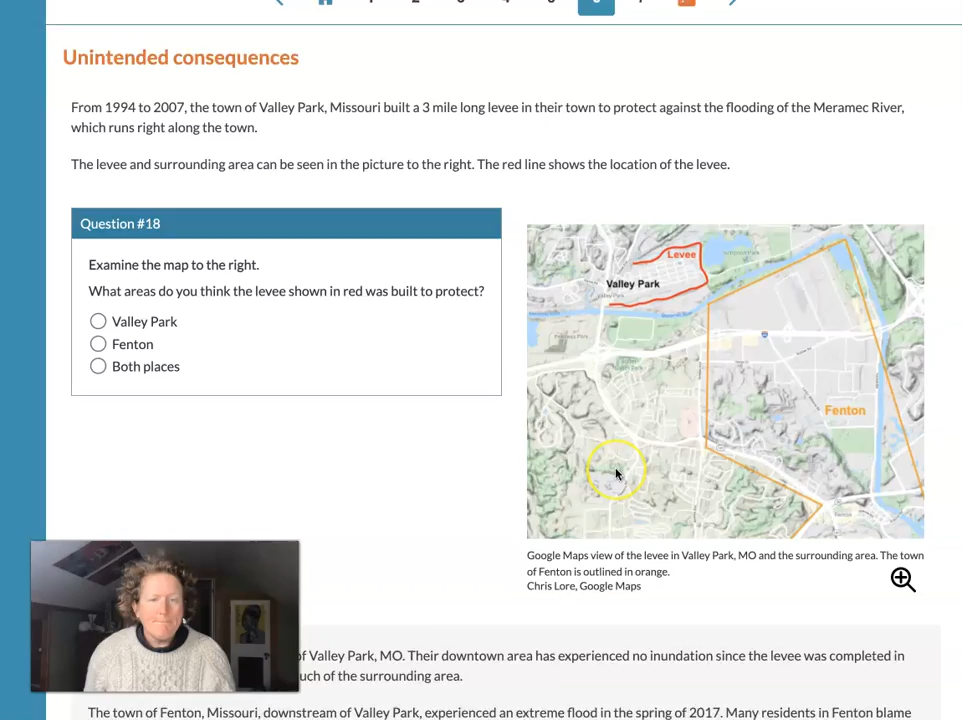 Unintended consequences
From 1994 to 2007, the town of Valley Park, Missouri built a 3 mile long levee in their town to protect against the flooding of the Meramec River,
which runs right along the town.
The levee and surrounding area can be seen in the picture to the right. The red line shows the location of the levee.
Question #18
Examine the map to the right.
What areas do you think the levee shown in red was built to protect?
Valley Park
Fenton
Both places
Levee
Valley Park
Valley Park
Fenton
Google Maps view of the levee in Valley Park, MO and the surrounding area. The town
of Fenton is outlined in orange.
Chris Lore, Google Maps
of Valley Park, MO. Their downtown area has experienced no inundation since the levee was completed in
uch of the surrounding area.
The town of Fenton, Missouri, downstream of Valley Park, experienced an extreme flood in the spring of 2017. Many residents in Fenton blame